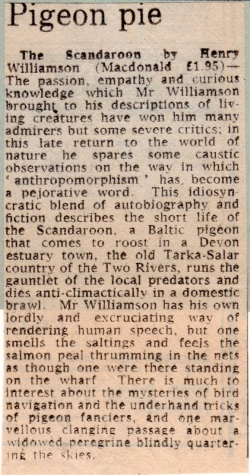 Pigeon pie
The Scandaroon by Henry
Williamson (Macdonald £1.95)—
The passion, empathy and curious
knowledge which Mr Williamson
brought to his descriptions of liv-
ing creatures have won him many
admirers but some severe critics; in
this late return to the world of
nature he spares some caustic
observations on the way in which
'anthropomorphism' has become
a pejorative word. This idiosyn-
cratic blend of autobiography and
fiction describes the short life of
the Scandaroon, a Baltic pigeon
that comes to roost in a Devon
estuary town, the old Tarka-Salar
country of the Two Rivers, runs the
gauntlet of the local predators and
dies anti-climactically in a domestic
brawl. Mr Williamson has his own
lordly and excruciating way of
rendering human speech, but one
smells the saltings and feels the
salmon peal thrumming in the nets
as though one were there standing
on the wharf There is much to
interest about the mysteries of bird
navigation and the underhand tricks
of pigeon fanciers, and one mar-
vellous clanging passage about a
widowed peregrine blindly quarter-
ing the skies.